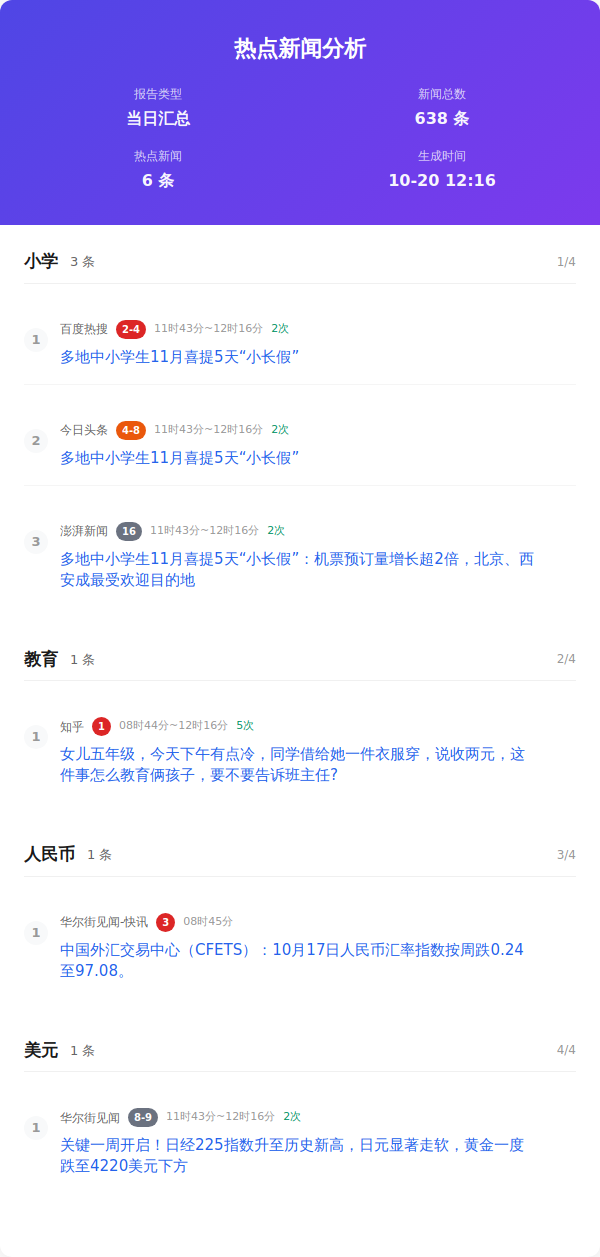 热点新闻分析
报告类型
新闻总数
当日汇总
638 条
热点新闻
生成时间
6 条
10-20 12:16
小学 3 条 1/4
1
百度热搜 2-4 11时43分~12时16分 2次
多地中小学生11月喜提5天“小长假”
2
今日头条 4-8 11时43分~12时16分 2次
多地中小学生11月喜提5天“小长假”
3
澎湃新闻 16 11时43分~12时16分 2次
多地中小学生11月喜提5天“小长假”：机票预订量增长超2倍，北京、西
安成最受欢迎目的地
教育 1 条 2/4
1
知乎 1 08时44分~12时16分 5次
女儿五年级，今天下午有点冷，同学借给她一件衣服穿，说收两元，这
件事怎么教育俩孩子，要不要告诉班主任?
人民币 1 条 3/4
1
华尔街见闻-快讯 3 08时45分
中国外汇交易中心（CFETS）：10月17日人民币汇率指数按周跌0.24
至97.08。
美元 1 条 4/4
1
华尔街见闻 8-9 11时43分~12时16分 2次
关键一周开启！日经225指数升至历史新高，日元显著走软，黄金一度
跌至4220美元下方